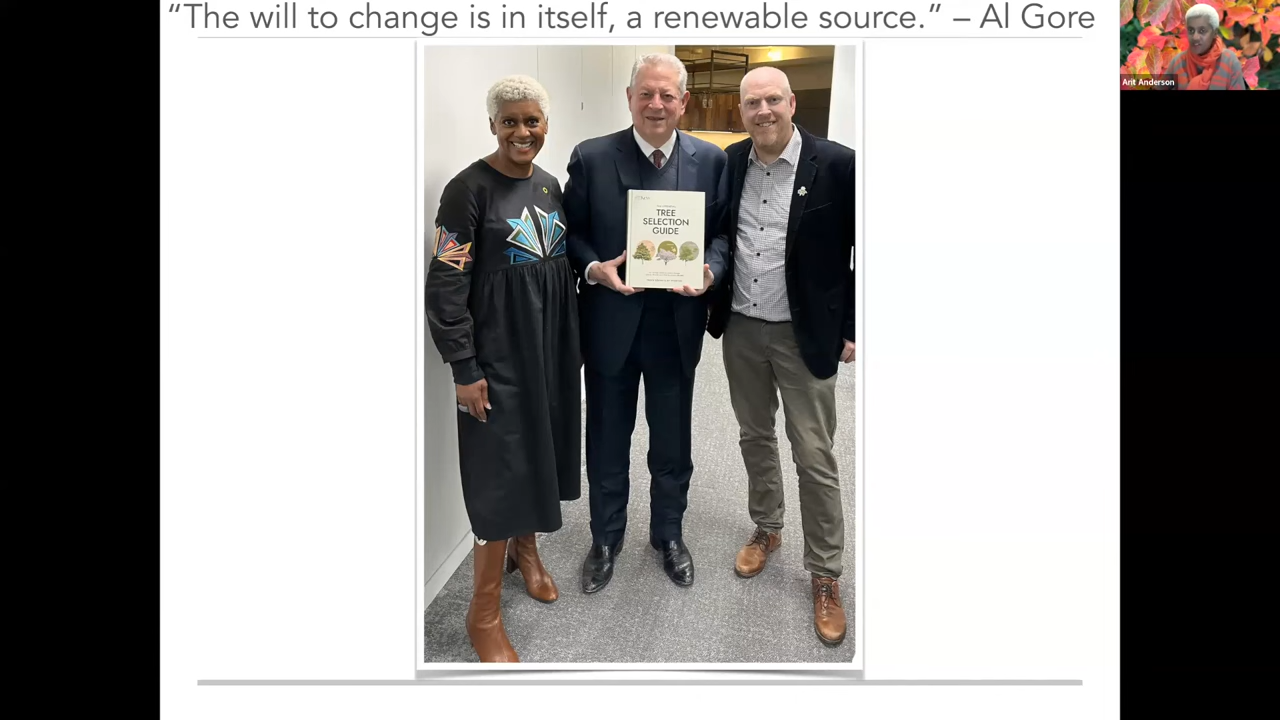 “The will to change is in itself, a renewable source.” – Al Gore
Arit Anderson
TREE
SELECTION
GUIDE